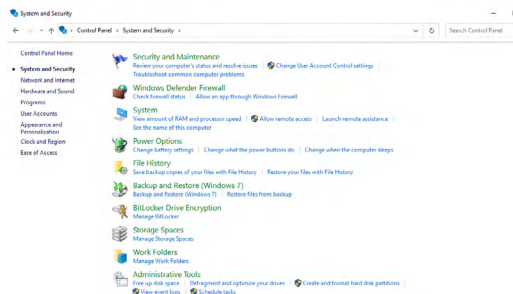 System and Security
Control Panel > System and Security >
Search Control Panel
Control Panel Home
System and Security
Network and Internet
Hardware and Sound
Programs
User Accounts
Appearance and
Personalization
Clock and Region
Ease of Access
Security and Maintenance
Review your computer's status and resolve issues | Change User Account Control settings |
Troubleshoot common computer problems
Windows Defender Firewall
Check firewall status | Allow an app through Windows Firewall
System
View amount of RAM and processor speed | Allow remote access | Launch remote assistance |
See the name of this computer
Power Options
Change battery settings | Change what the power buttons do | Change when the computer sleeps
File History
Save backup copies of your files with File History | Restore your files with File History
Backup and Restore (Windows 7)
Backup and Restore (Windows 7) | Restore files from backup
BitLocker Drive Encryption
Manage BitLocker
Storage Spaces
Manage Storage Spaces
Work Folders
Manage Work Folders
Administrative Tools
Free up disk space | Defragment and optimize your drives | Create and format hard disk partitions |
View event logs | Schedule tasks